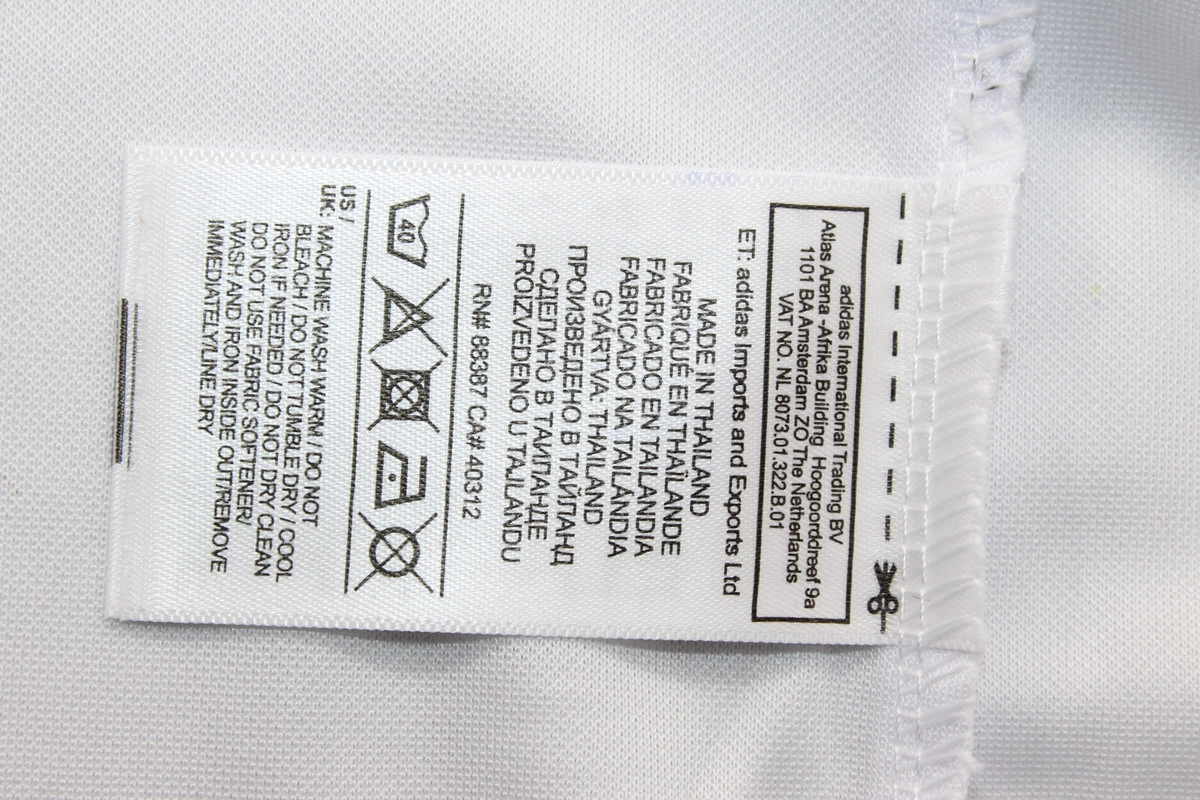 adidas International Trading BV
Atlas Arena -Afrika Building Hoogoorddreef 9a
1101 BA Amsterdam ZO The Netherlands
VAT NO. NL 8073.01.322.B.01
ET: adidas Imports and Exports Ltd
MADE IN THAILAND
FABRIQUÉ EN THAÏLANDE
FABRICADO EN TAILANDIA
FABRICADO NA TAILÂNDIA
GYÁRTVA: THAILAND
ПРОИЗВЕДЕНО В ТАЙЛАНД
СДЕЛАНО В ТАИЛАНДЕ
PROIZVEDENO U TAJLANDU
RN# 88387 CA# 40312
40
US /
UK: MACHINE WASH WARM / DO NOT
BLEACH / DO NOT TUMBLE DRY / COOL
IRON IF NEEDED / DO NOT DRY CLEAN
DO NOT USE FABRIC SOFTENER/
WASH AND IRON INSIDE OUT/REMOVE
IMMEDIATELY/LINE DRY